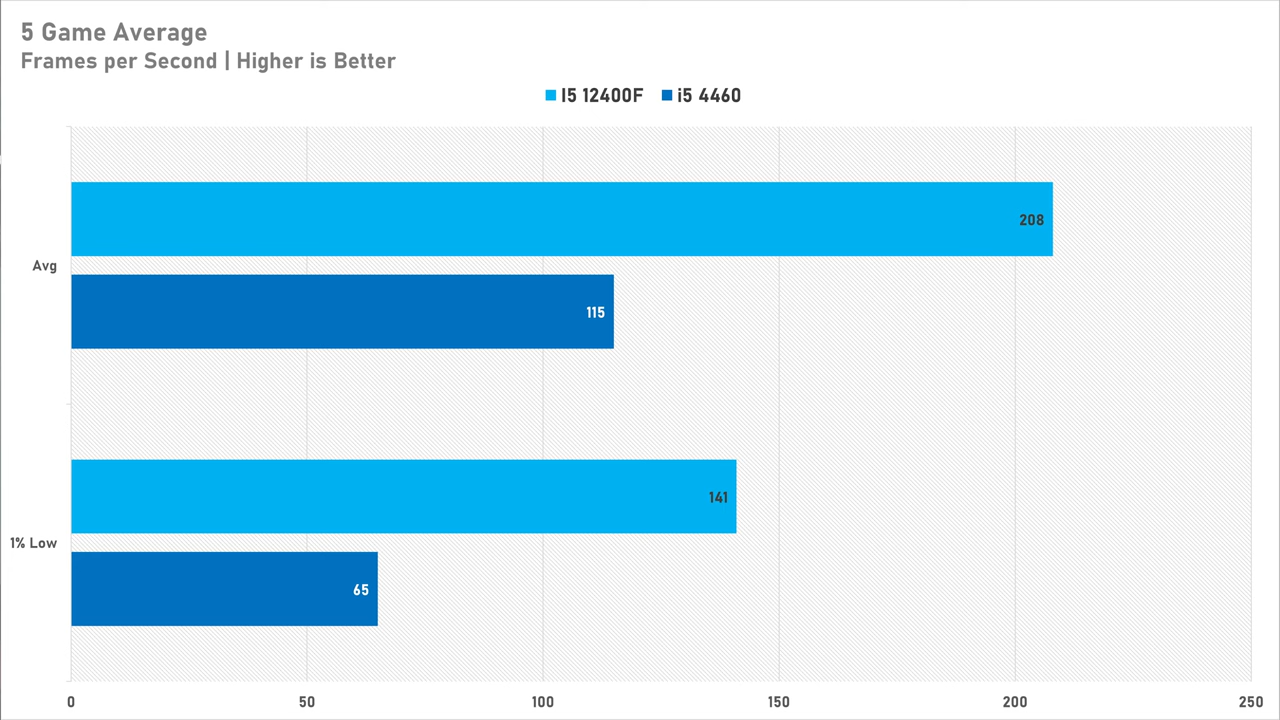 5 Game Average
Frames per Second | Higher is Better
I5 12400F i5 4460
208
Avg
115
141
1% Low
65
0 50 100 150 200 250